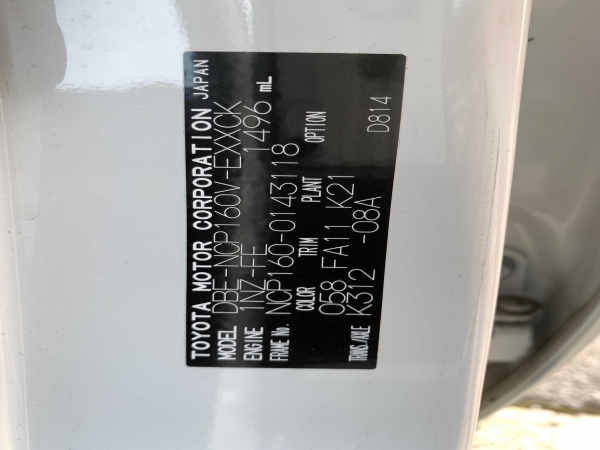 TOYOTA MOTOR CORPORATION JAPAN
MODEL DBE-NCP160V-EXXCK
ENGINE 1NZ-FE 1496 mL
FRAME No. NCP160-0143118
COLOR TRIM PLANT OPTION
058 FA11 K21
TRANS/AXLE K312 -08A D814